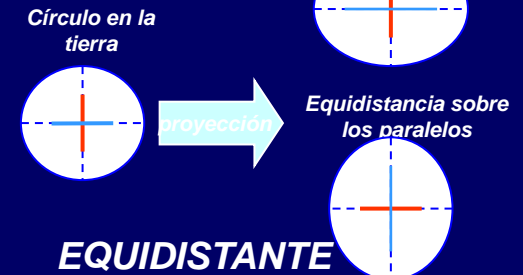 Círculo en la
tierra
proyección
Equidistancia sobre
los paralelos
EQUIDISTANTE